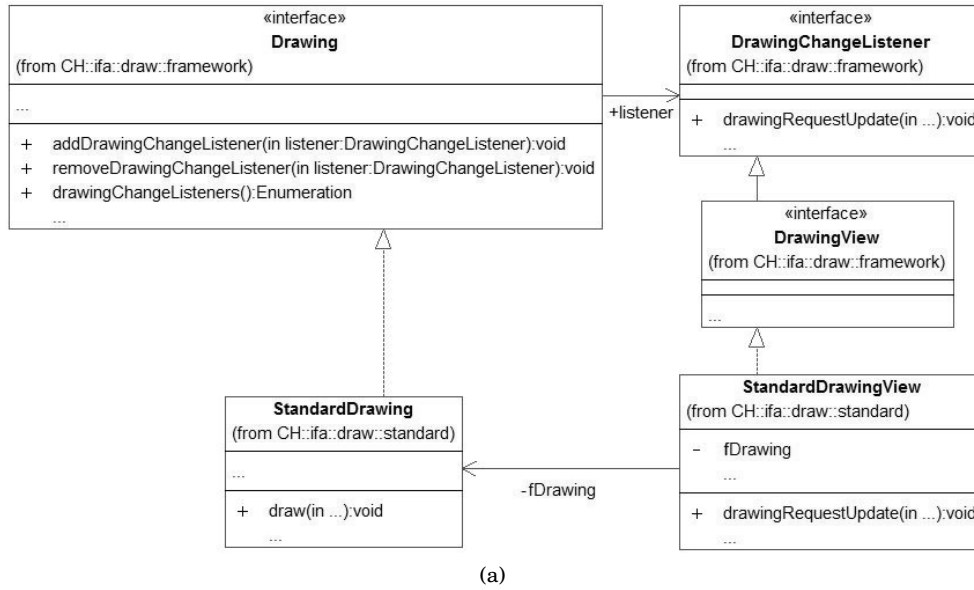 «interface»
Drawing
(from CH::ifa::draw::framework)
...
+ addDrawingChangeListener(in listener:DrawingChangeListener):void
+ removeDrawingChangeListener(in listener:DrawingChangeListener):void
+ drawingChangeListeners():Enumeration
...
+listener
«interface»
DrawingChangeListener
(from CH::ifa::draw::framework)
+ drawingRequestUpdate(in ...):void
...
«interface»
DrawingView
(from CH::ifa::draw::framework)
...
StandardDrawing
(from CH::ifa::draw::standard)
...
+ draw(in ...):void
...
-fDrawing
StandardDrawingView
(from CH::ifa::draw::standard)
- fDrawing
...
+ drawingRequestUpdate(in ...):void
...
(a)